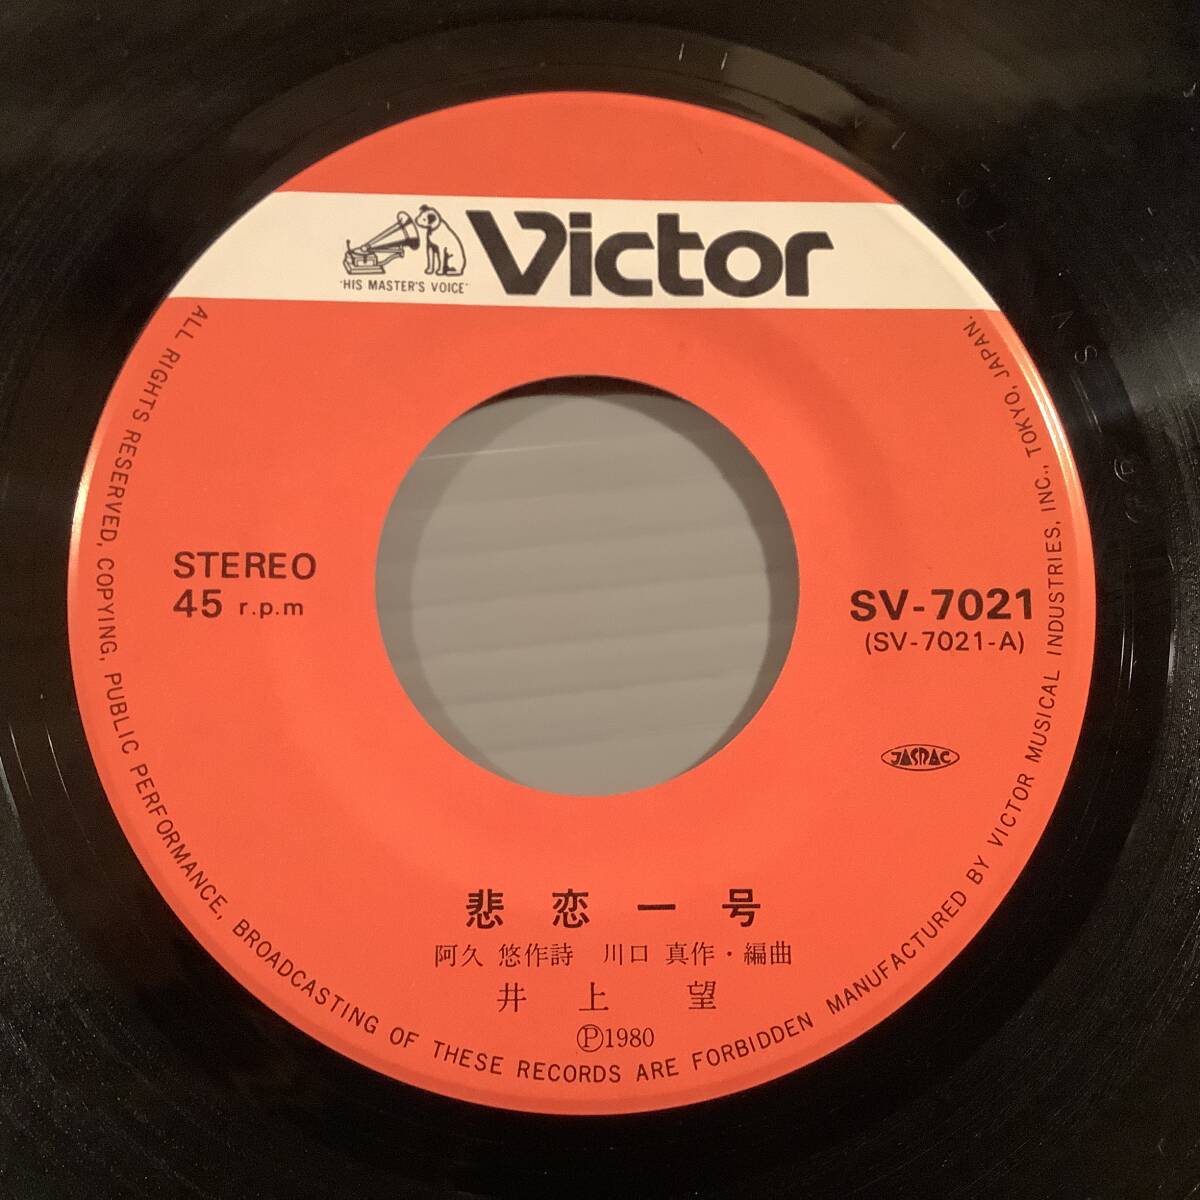 Victor
"HIS MASTER'S VOICE"
STEREO
45 r.p.m
SV-7021
(SV-7021-A)
JASRAC
悲恋一号
阿久 悠作詩 川口 真作・編曲
井上 望
Ⓟ1980
ALL RIGHTS RESERVED, COPYING, PUBLIC PERFORMANCE, BROADCASTING OF THESE RECORDS ARE FORBIDDEN MANUFACTURED BY VICTOR MUSICAL INDUSTRIES, INC., TOKYO, JAPAN.